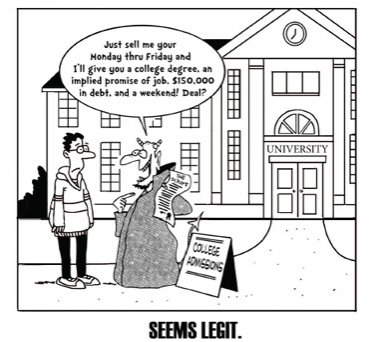 Just sell me your
Monday thru Friday and
I'll give you a college degree, an
implied promise of job, $150,000
in debt, and a weekend! Deal?
UNIVERSITY
COLLEGE
ADMISSIONS
SEEMS LEGIT.